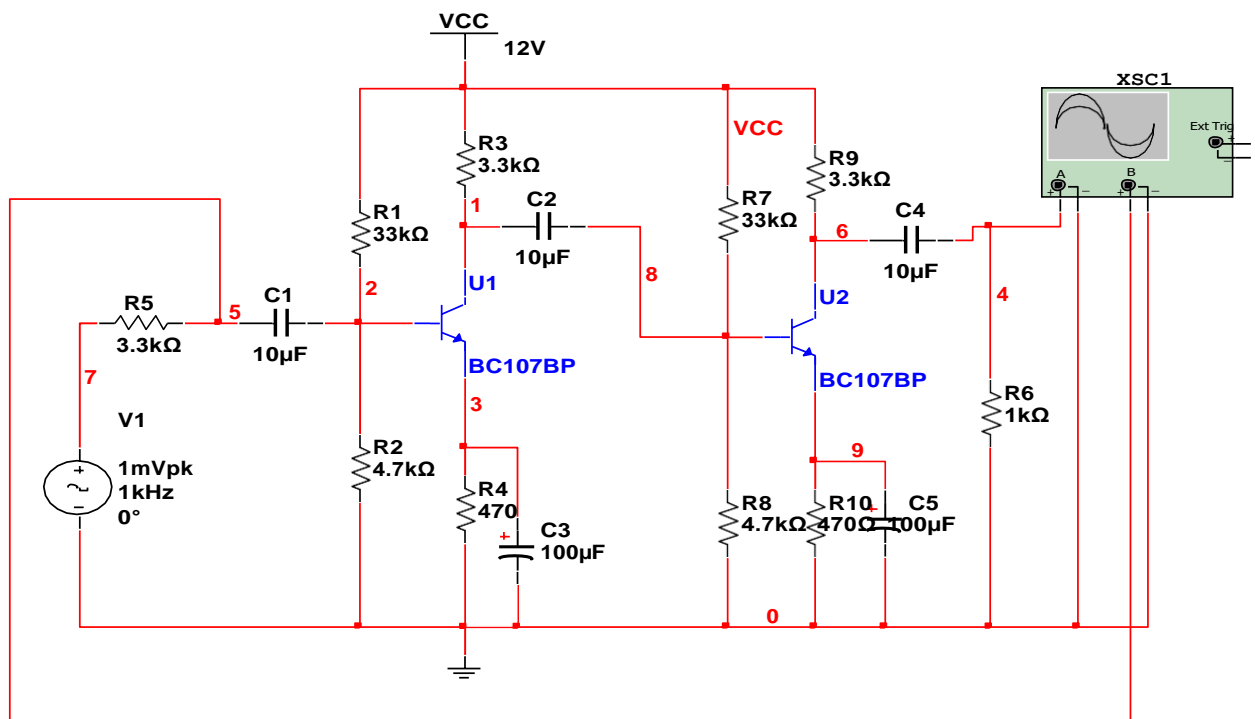 VCC
12V
XSC1
Ext Trig
+
−
A
B
+
−
+
−
VCC
R3
3.3kΩ
R9
3.3kΩ
1
C2
10µF
R1
33kΩ
R7
33kΩ
6
C4
10µF
2
U1
8
U2
4
R5
3.3kΩ
5
C1
10µF
7
BC107BP
BC107BP
3
R6
1kΩ
V1
+
−
1mVpk
1kHz
0°
R2
4.7kΩ
9
R4
470
+
C3
100µF
R8
4.7kΩ
R10
470Ω
+
C5
100µF
0